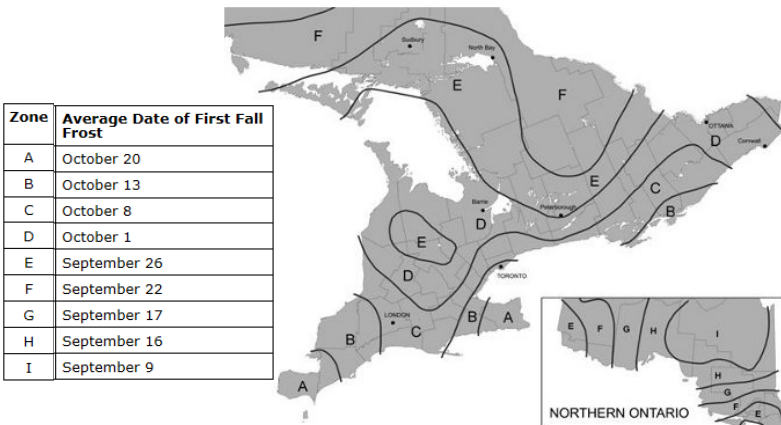 Zone Average Date of First Fall
Frost
A October 20
B October 13
C October 8
D October 1
E September 26
F September 22
G September 17
H September 16
I September 9
F
Sudbury
North Bay
E
F
OTTAWA
D
Cornwall
E
C
B
Barrie
Peterborough
D
E
D
TORONTO
LONDON
B
C
B
A
A
E
F
G
H
I
H
G
F
E
NORTHERN ONTARIO